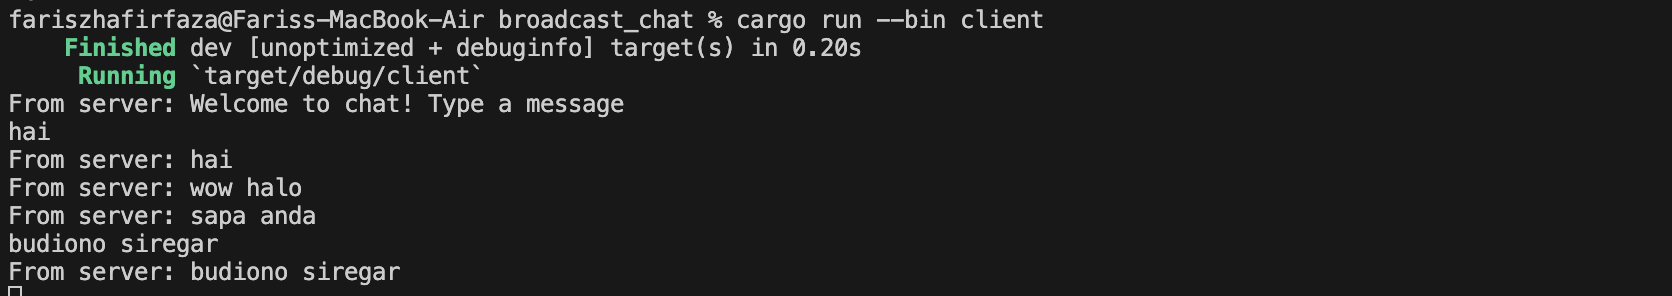 fariszhafirfaza@Fariss-MacBook-Air broadcast_chat % cargo run --bin client
Finished dev [unoptimized + debuginfo] target(s) in 0.20s
Running `target/debug/client`
From server: Welcome to chat! Type a message
hai
From server: hai
From server: wow halo
From server: sapa anda
budiono siregar
From server: budiono siregar